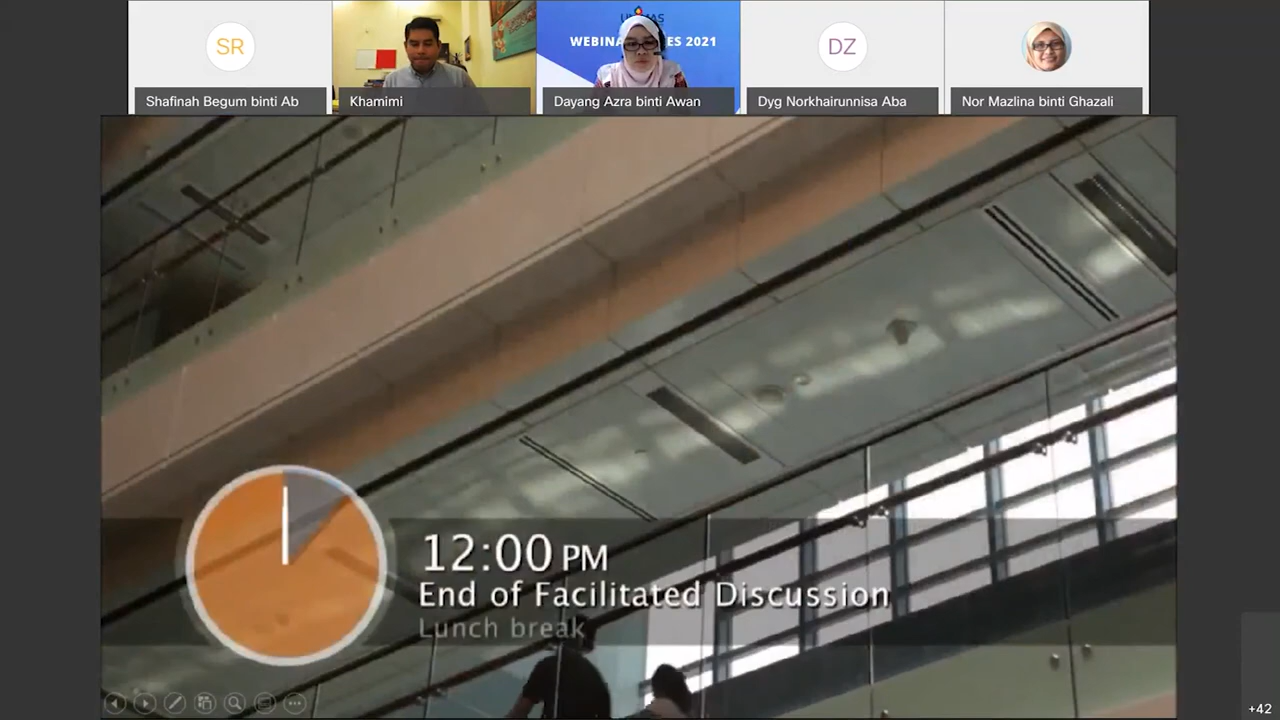 SR
WEBINA
ES 2021
DZ
Shafinah Begum binti Ab
Khamimi
Dayang Azra binti Awan
Dyg Norkhairunnisa Aba
Nor Mazlina binti Ghazali
12:00 PM
End of Facilitated Discussion
Lunch break
+42